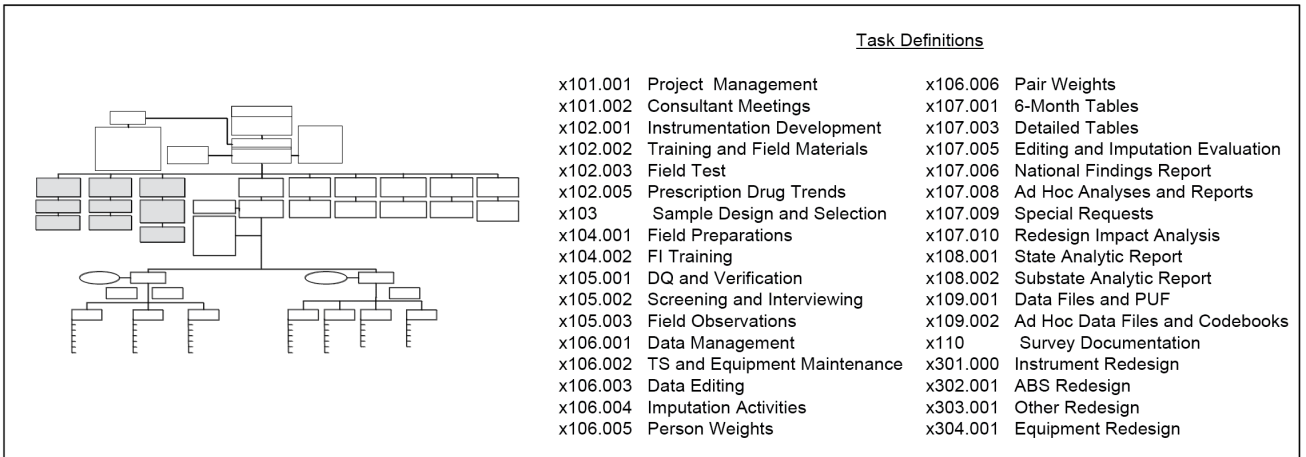 Task Definitions
x101.001 Project Management
x101.002 Consultant Meetings
x102.001 Instrumentation Development
x102.002 Training and Field Materials
x102.003 Field Test
x102.005 Prescription Drug Trends
x103 Sample Design and Selection
x104.001 Field Preparations
x104.002 FI Training
x105.001 DQ and Verification
x105.002 Screening and Interviewing
x105.003 Field Observations
x106.001 Data Management
x106.002 TS and Equipment Maintenance
x106.003 Data Editing
x106.004 Imputation Activities
x106.005 Person Weights
x106.006 Pair Weights
x107.001 6-Month Tables
x107.003 Detailed Tables
x107.005 Editing and Imputation Evaluation
x107.006 National Findings Report
x107.008 Ad Hoc Analyses and Reports
x107.009 Special Requests
x107.010 Redesign Impact Analysis
x108.001 State Analytic Report
x108.002 Substate Analytic Report
x109.001 Data Files and PUF
x109.002 Ad Hoc Data Files and Codebooks
x110 Survey Documentation
x301.000 Instrument Redesign
x302.001 ABS Redesign
x303.001 Other Redesign
x304.001 Equipment Redesign